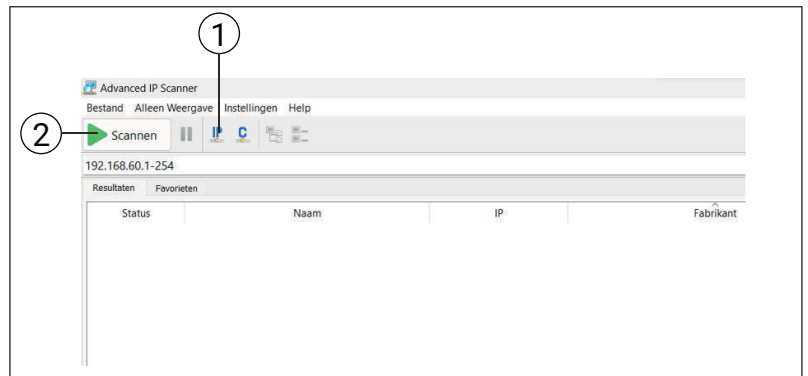 1
Advanced IP Scanner
Bestand Alleen Weergave Instellingen Help
2 Scannen IP C
192.168.60.1-254
Resultaten Favorieten
Status Naam IP Fabrikant